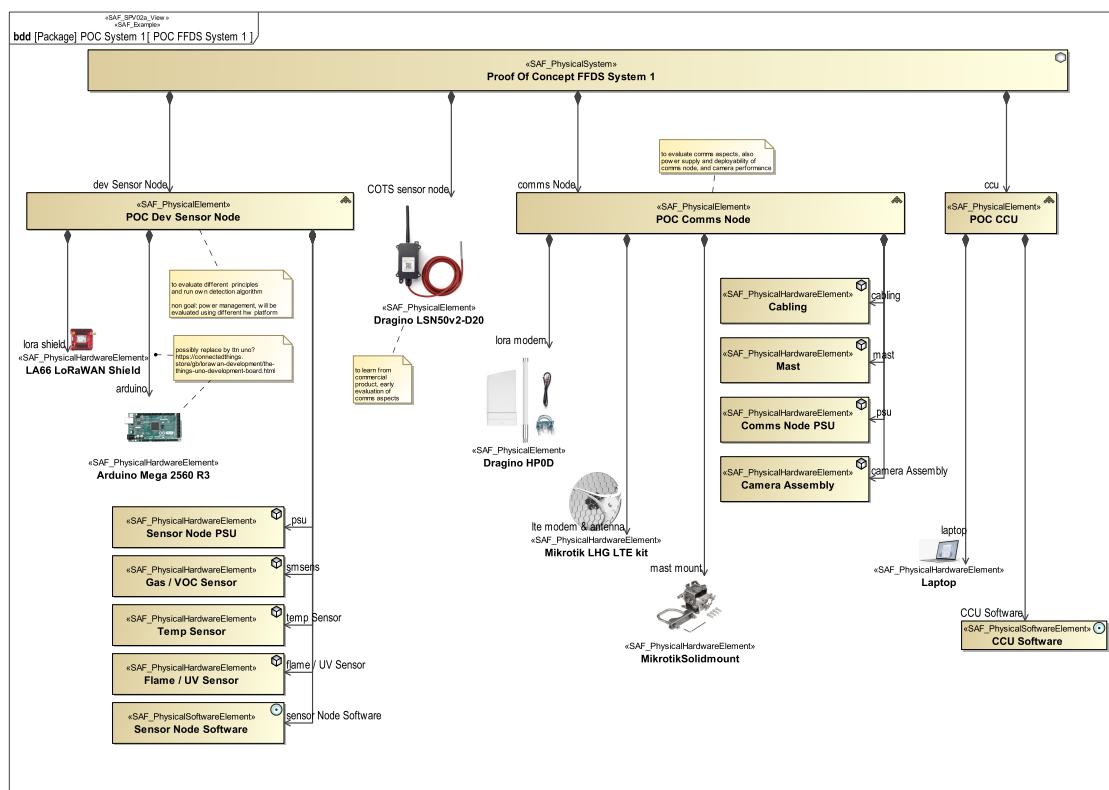 «SAF_SPV02a_View»
«SAF_Example»
bdd [Package] POC System 1[ POC FFDS System 1 ]
«SAF_PhysicalSystem»
Proof Of Concept FFDS System 1
to evaluate comms aspects, also
power supply and deployability of
comms node, and camera performance
dev Sensor Node
COTS sensor node
comms Node
ccu
«SAF_PhysicalElement»
POC Dev Sensor Node
«SAF_PhysicalElement»
POC Comms Node
«SAF_PhysicalElement»
POC CCU
to evaluate different principles
and run own detection algorithm
non goal: power management, will be
evaluated using different hw platform
«SAF_PhysicalElement»
Dragino LSN50v2-D20
to learn from
commercial
product, early
evaluation of
comms aspects
lora shield
«SAF_PhysicalHardwareElement»
LA66 LoRaWAN Shield
possibly replace by ttn uno?
https://connectedthings.
store/gb/lorawan-development/the-
things-uno-development-board.html
arduino
«SAF_PhysicalHardwareElement»
Arduino Mega 2560 R3
psu
«SAF_PhysicalHardwareElement»
Sensor Node PSU
smsens
«SAF_PhysicalHardwareElement»
Gas / VOC Sensor
temp Sensor
«SAF_PhysicalHardwareElement»
Temp Sensor
flame / UV Sensor
«SAF_PhysicalHardwareElement»
Flame / UV Sensor
sensor Node Software
«SAF_PhysicalSoftwareElement»
Sensor Node Software
lora modem
«SAF_PhysicalElement»
Dragino HP0D
lte modem & antenna
«SAF_PhysicalHardwareElement»
Mikrotik LHG LTE kit
mast mount
«SAF_PhysicalHardwareElement»
MikrotikSolidmount
cabling
«SAF_PhysicalHardwareElement»
Cabling
mast
«SAF_PhysicalHardwareElement»
Mast
psu
«SAF_PhysicalHardwareElement»
Comms Node PSU
camera Assembly
«SAF_PhysicalHardwareElement»
Camera Assembly
laptop
«SAF_PhysicalHardwareElement»
Laptop
CCU Software
«SAF_PhysicalSoftwareElement»
CCU Software